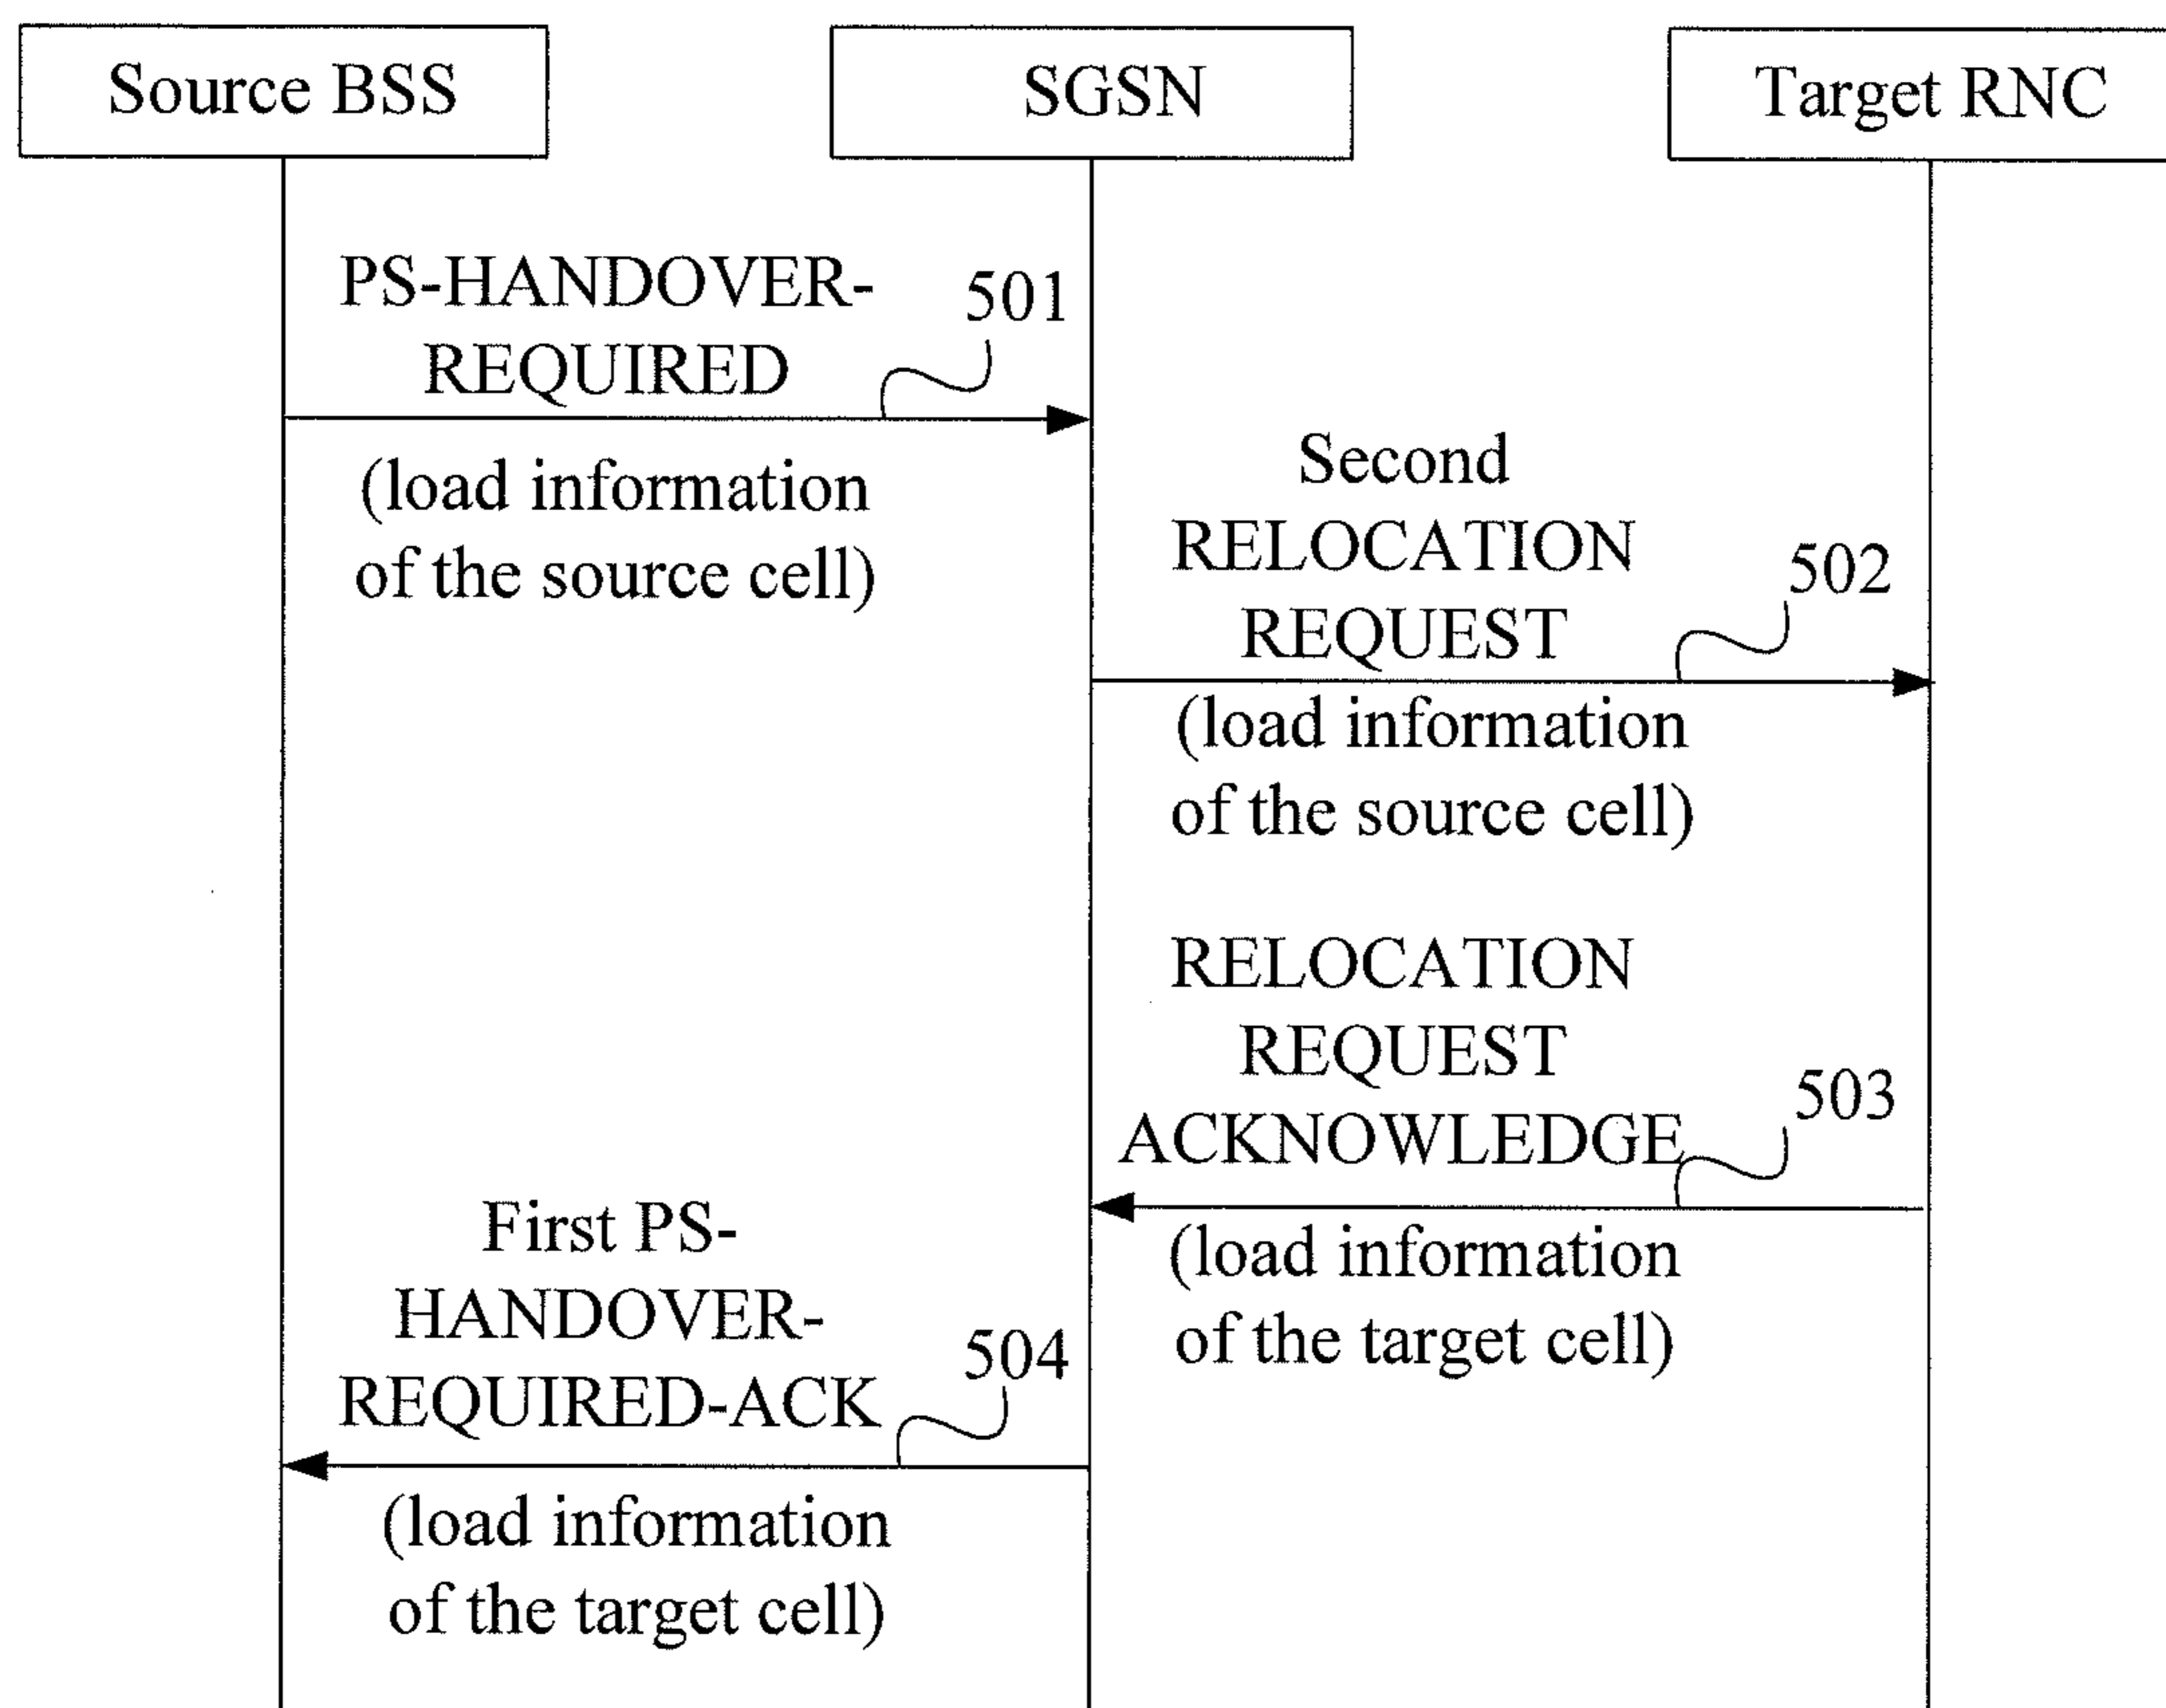 Source BSS
SGSN
Target RNC
PS-HANDOVER-
REQUIRED
501
(load information
of the source cell)
Second
RELOCATION
REQUEST
502
(load information
of the source cell)
RELOCATION
REQUEST
ACKNOWLEDGE
503
(load information
of the target cell)
First PS-
HANDOVER-
REQUIRED-ACK
504
(load information
of the target cell)